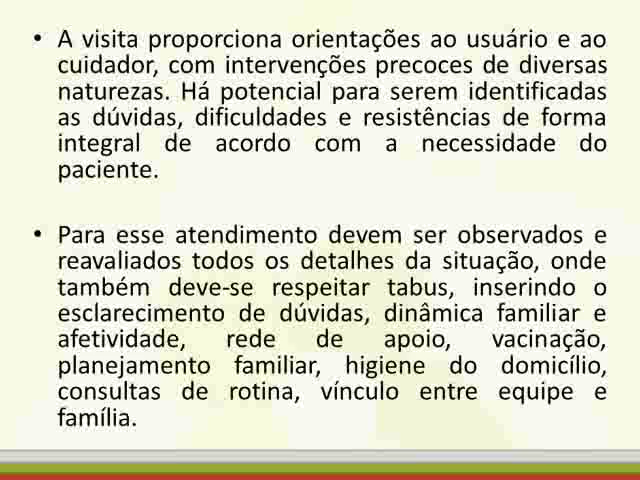 • A visita proporciona orientações ao usuário e ao
cuidador, com intervenções precoces de diversas
naturezas. Há potencial para serem identificadas
as dúvidas, dificuldades e resistências de forma
integral de acordo com a necessidade do
paciente.
• Para esse atendimento devem ser observados e
reavaliados todos os detalhes da situação, onde
também deve-se respeitar tabus, inserindo o
esclarecimento de dúvidas, dinâmica familiar e
afetividade, rede de apoio, vacinação,
planejamento familiar, higiene do domicílio,
consultas de rotina, vínculo entre equipe e
família.